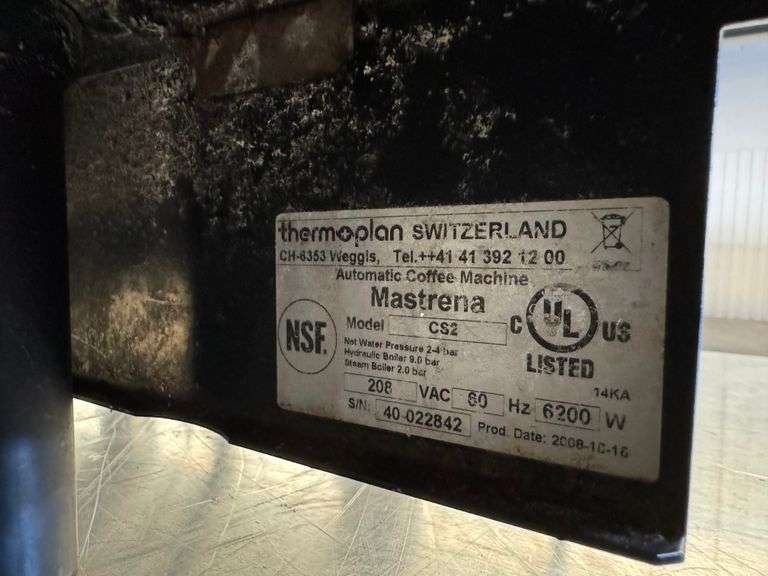 thermoplan SWITZERLAND
CH-6353 Weggis, Tel.++41 41 392 12 00
Automatic Coffee Machine
Mastrena
NSF.
Model CS2
C UL US
LISTED
Net Water Pressure 2-4 bar
Hydraulic Boiler 9.0 bar
Steam Boiler 2.0 bar
14KA
208 VAC 60 Hz 6200 W
S/N: 40-022842 Prod. Date: 2008-10-16